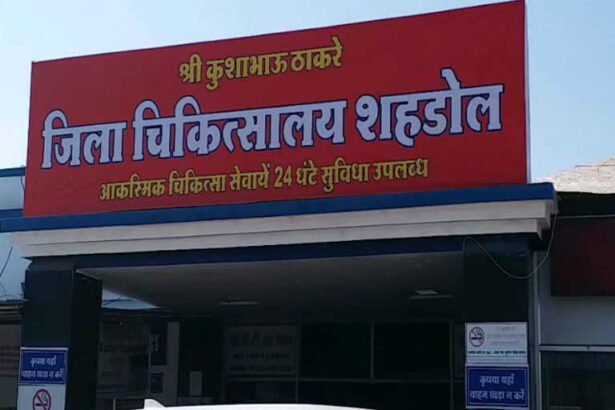 श्री कुशाभाऊ ठाकरे
जिला चिकित्सालय शहडोल
आकस्मिक चिकित्सा सेवायें 24 घंटे सुविधा उपलब्ध
कृपया यहाँ
वाहन खड़ा न करें
कृपया यहाँ
वाहन खड़ा न करें